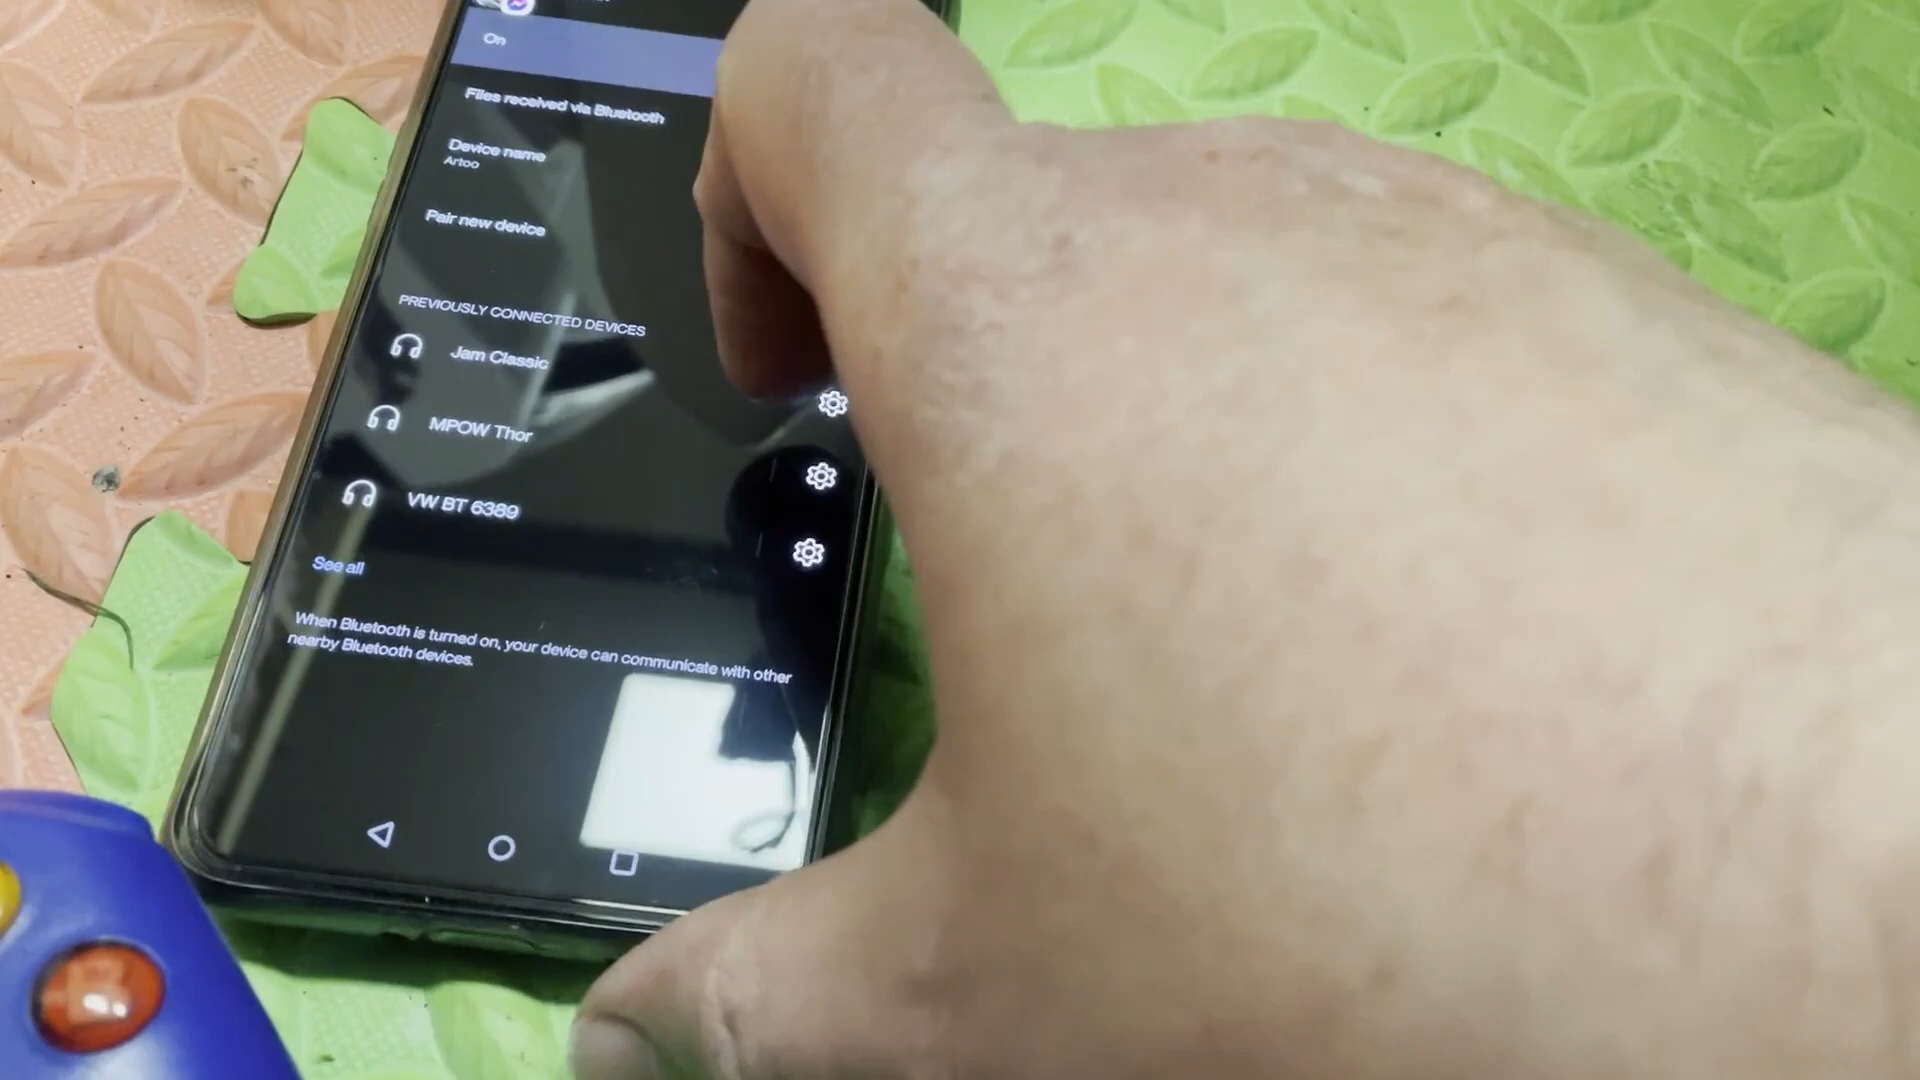 On
Files received via Bluetooth
Device name
Artoo
Pair new device
PREVIOUSLY CONNECTED DEVICES
Jam Classic
MPOW Thor
VW BT 6389
See all
When Bluetooth is turned on, your device can communicate with other
nearby Bluetooth devices.